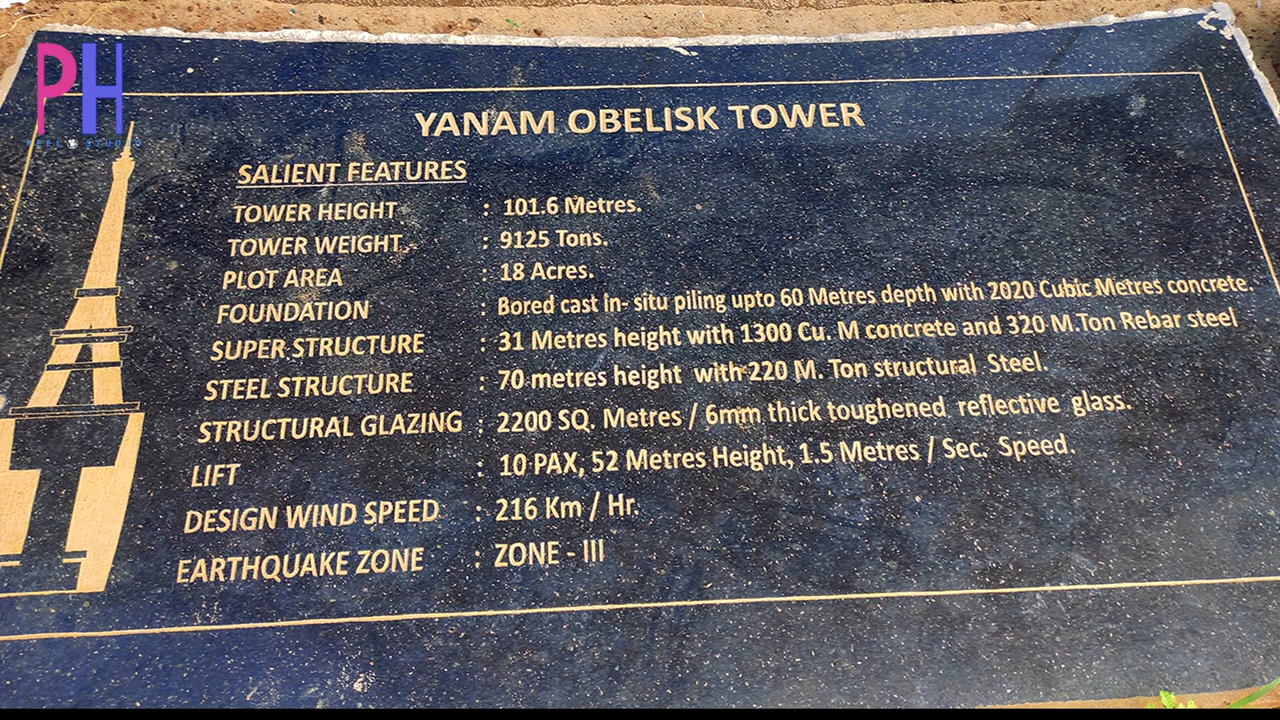 PH
REEL STUDIO
YANAM OBELISK TOWER
SALIENT FEATURES
TOWER HEIGHT : 101.6 Metres.
TOWER WEIGHT : 9125 Tons.
PLOT AREA : 18 Acres.
FOUNDATION : Bored cast in- situ piling upto 60 Metres depth with 2020 Cubic Metres concrete.
SUPER STRUCTURE : 31 Metres height with 1300 Cu. M concrete and 320 M.Ton Rebar steel
STEEL STRUCTURE : 70 metres height with 220 M. Ton structural Steel.
STRUCTURAL GLAZING : 2200 SQ. Metres / 6mm thick toughened reflective glass.
LIFT : 10 PAX, 52 Metres Height, 1.5 Metres / Sec. Speed.
DESIGN WIND SPEED : 216 Km / Hr.
EARTHQUAKE ZONE : ZONE - III